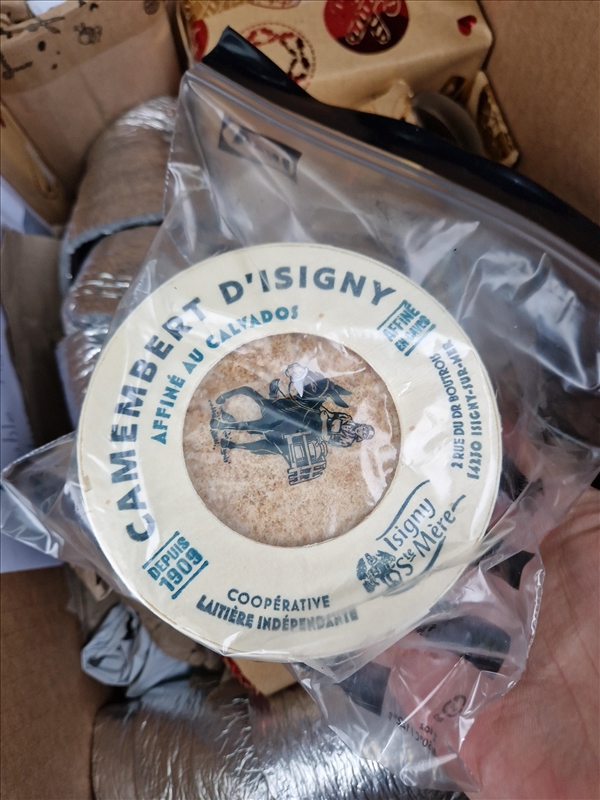 CAMEMBERT D'ISIGNY
AFFINÉ AU CALVADOS
AFFINÉ
EN CAVES
2 RUE DU DR BOUTROIS
14230 ISIGNY-SUR-MER
Isigny
Ste Mère
DEPUIS
1909
COOPÉRATIVE
LAITIÈRE INDÉPENDANTE